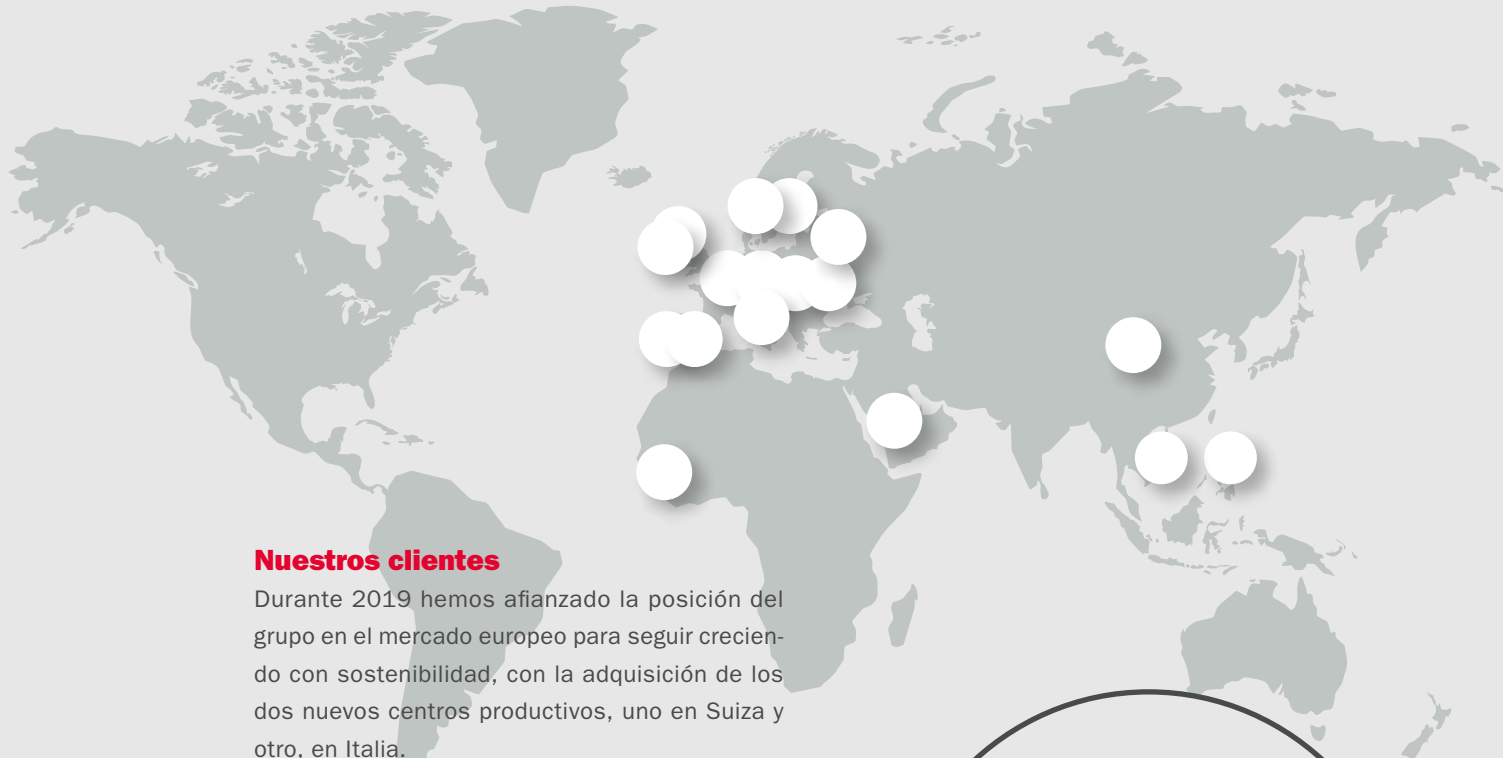 Nuestros clientes
Durante 2019 hemos afianzado la posición del
grupo en el mercado europeo para seguir crecien-
do con sostenibilidad, con la adquisición de los
dos nuevos centros productivos, uno en Suiza y
otro, en Italia.